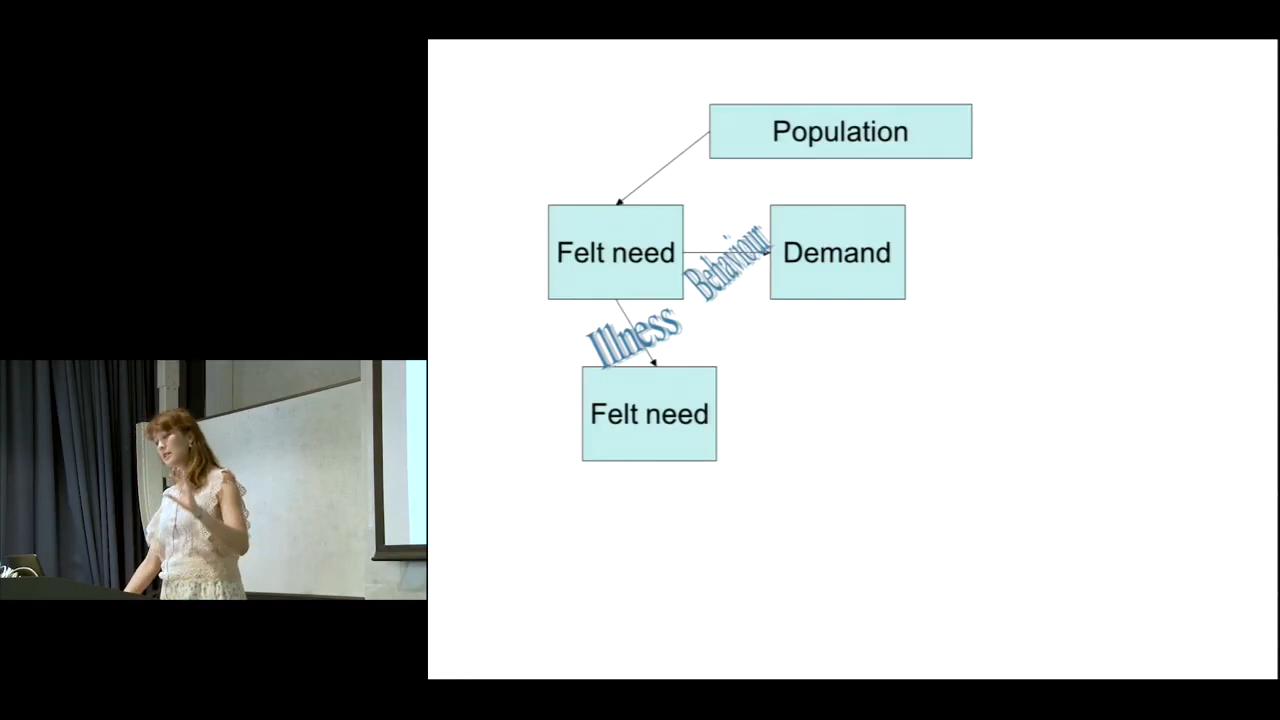 Population
Felt need
Behaviour
Demand
Illness
Felt need